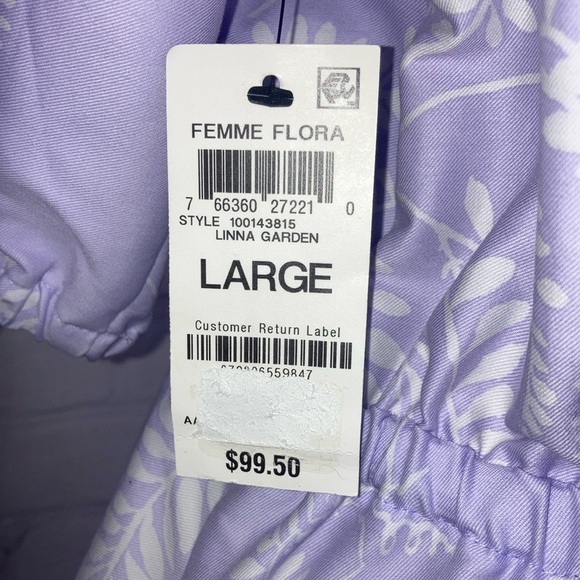 FEMME FLORA
7 66360 27221 0
STYLE 100143815
LINNA GARDEN
LARGE
Customer Return Label
$99.50